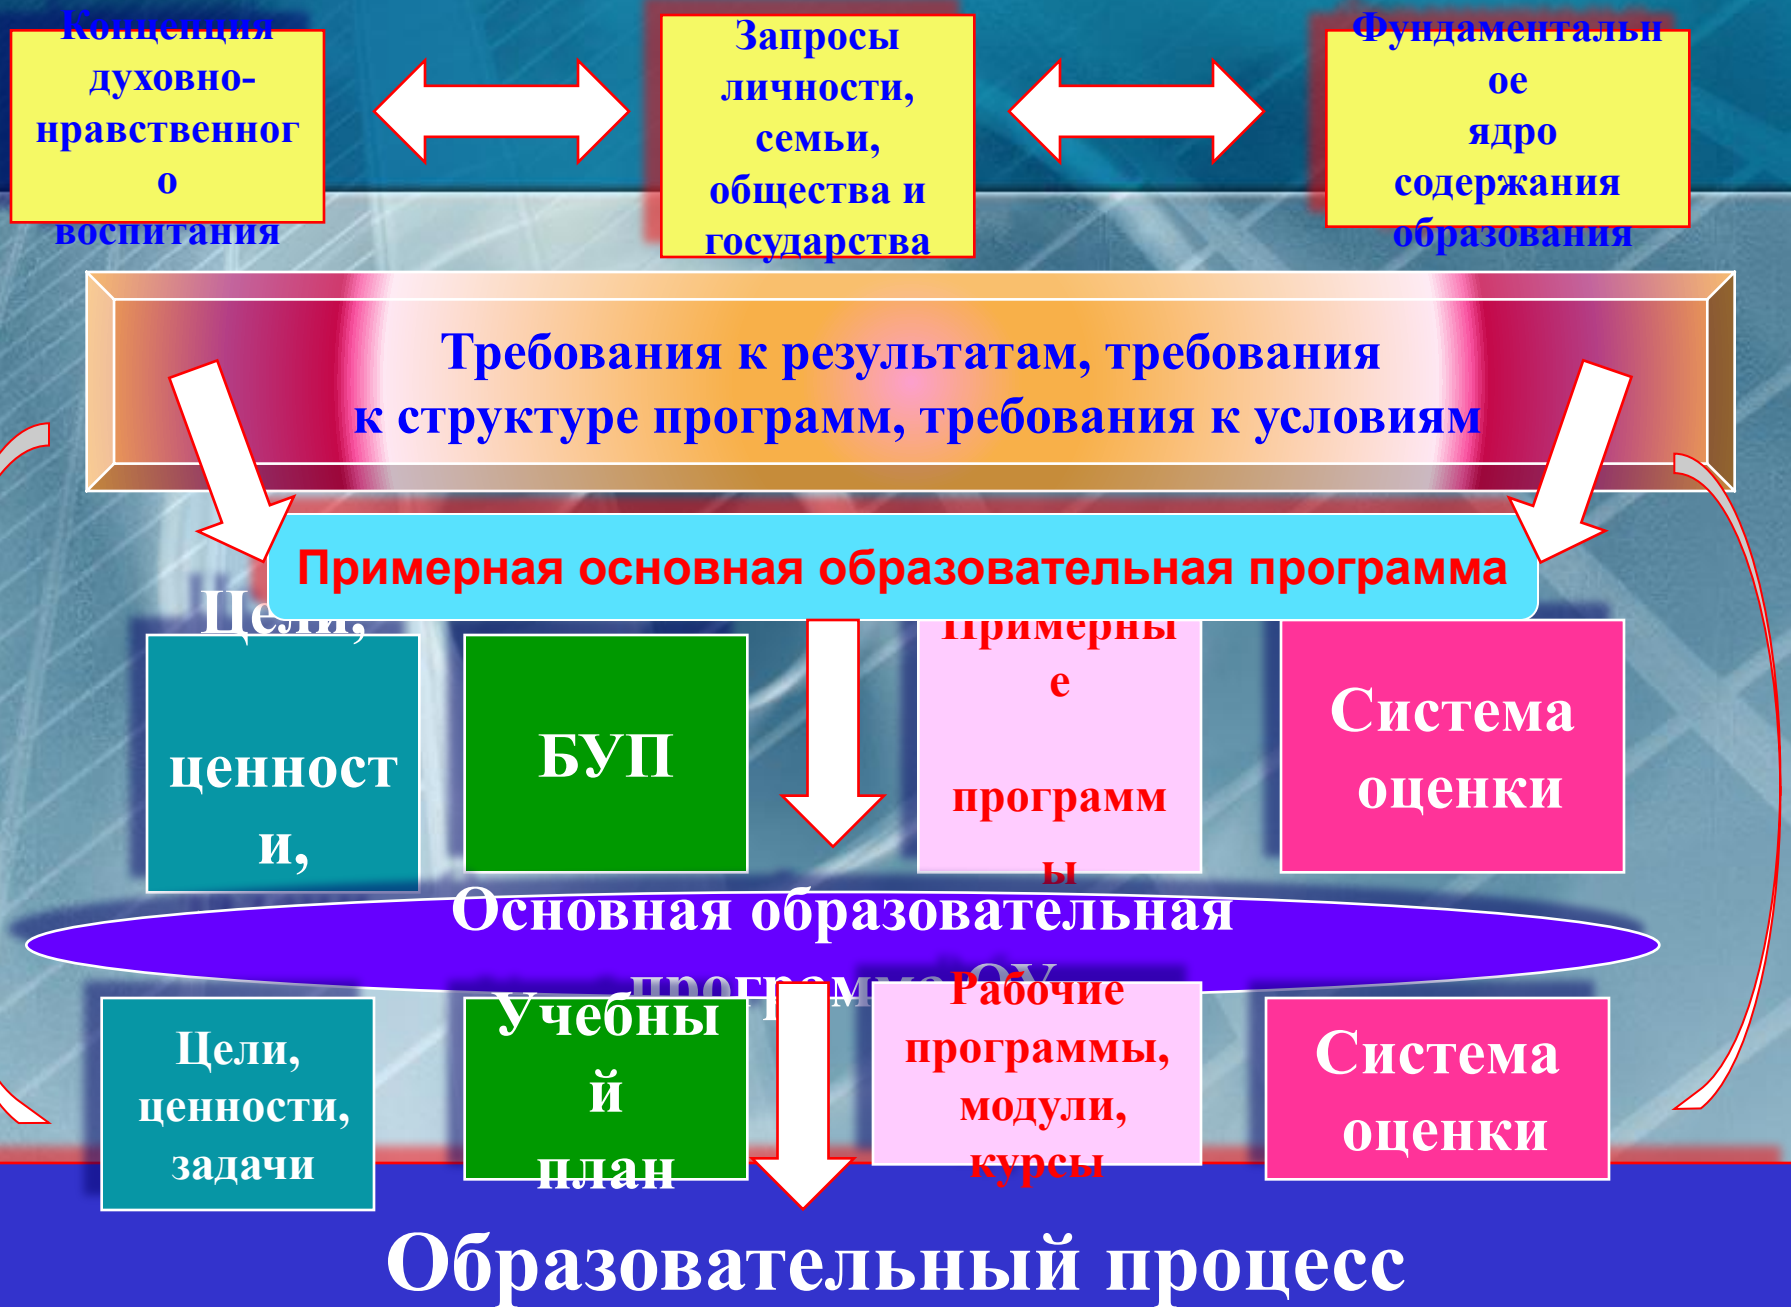 Концепция
духовно-
нравственног
о
воспитания
Запросы
личности,
семьи,
общества и
государства
Фундаментальн
ое
ядро
содержания
образования
Требования к результатам, требования
к структуре программ, требования к условиям
Примерная основная образовательная программа
Цели,
ценност
и,
БУП
Примерны
е
программ
ы
Система
оценки
Основная образовательная
программа ОУ
Цели,
ценности,
задачи
Учебны
й
план
Рабочие
программы,
модули,
курсы
Система
оценки
Образовательный процесс